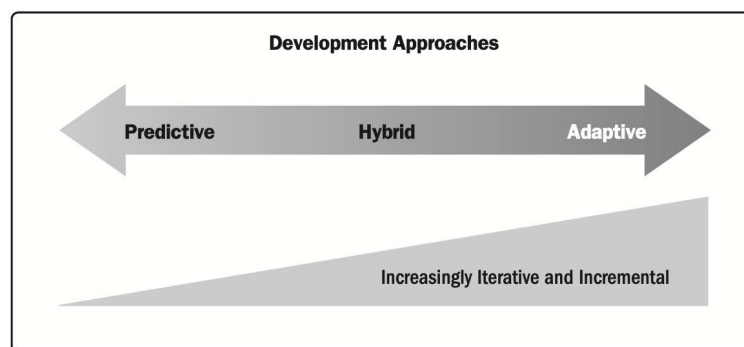 Development Approaches
Predictive Hybrid Adaptive
Increasingly Iterative and Incremental